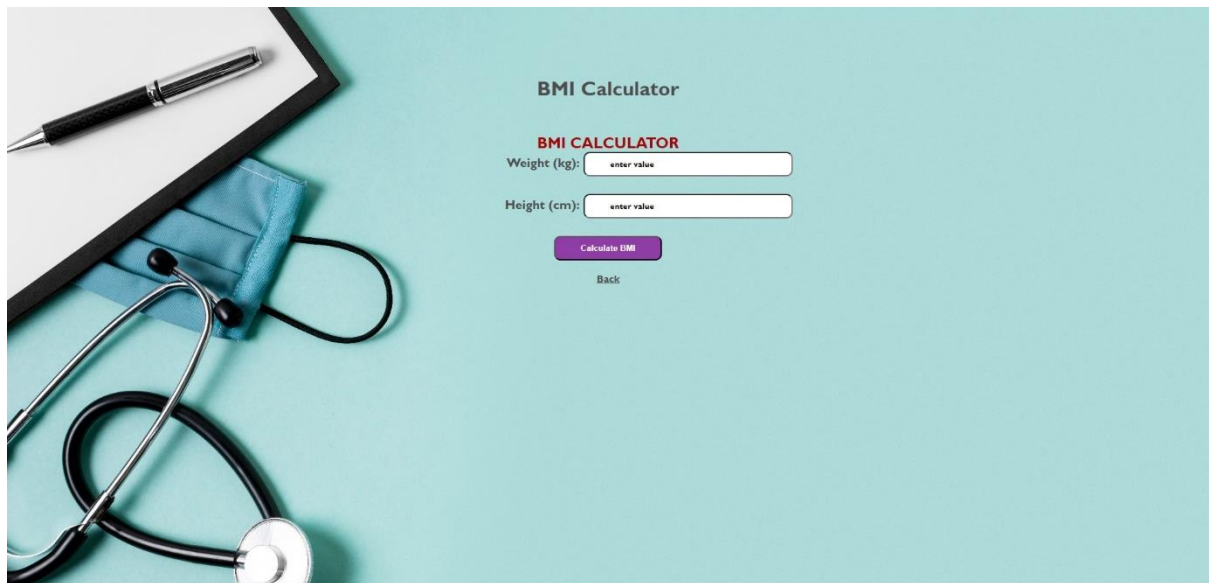 BMI Calculator
BMI CALCULATOR
Weight (kg): enter value
Height (cm): enter value
Calculate BMI
Back